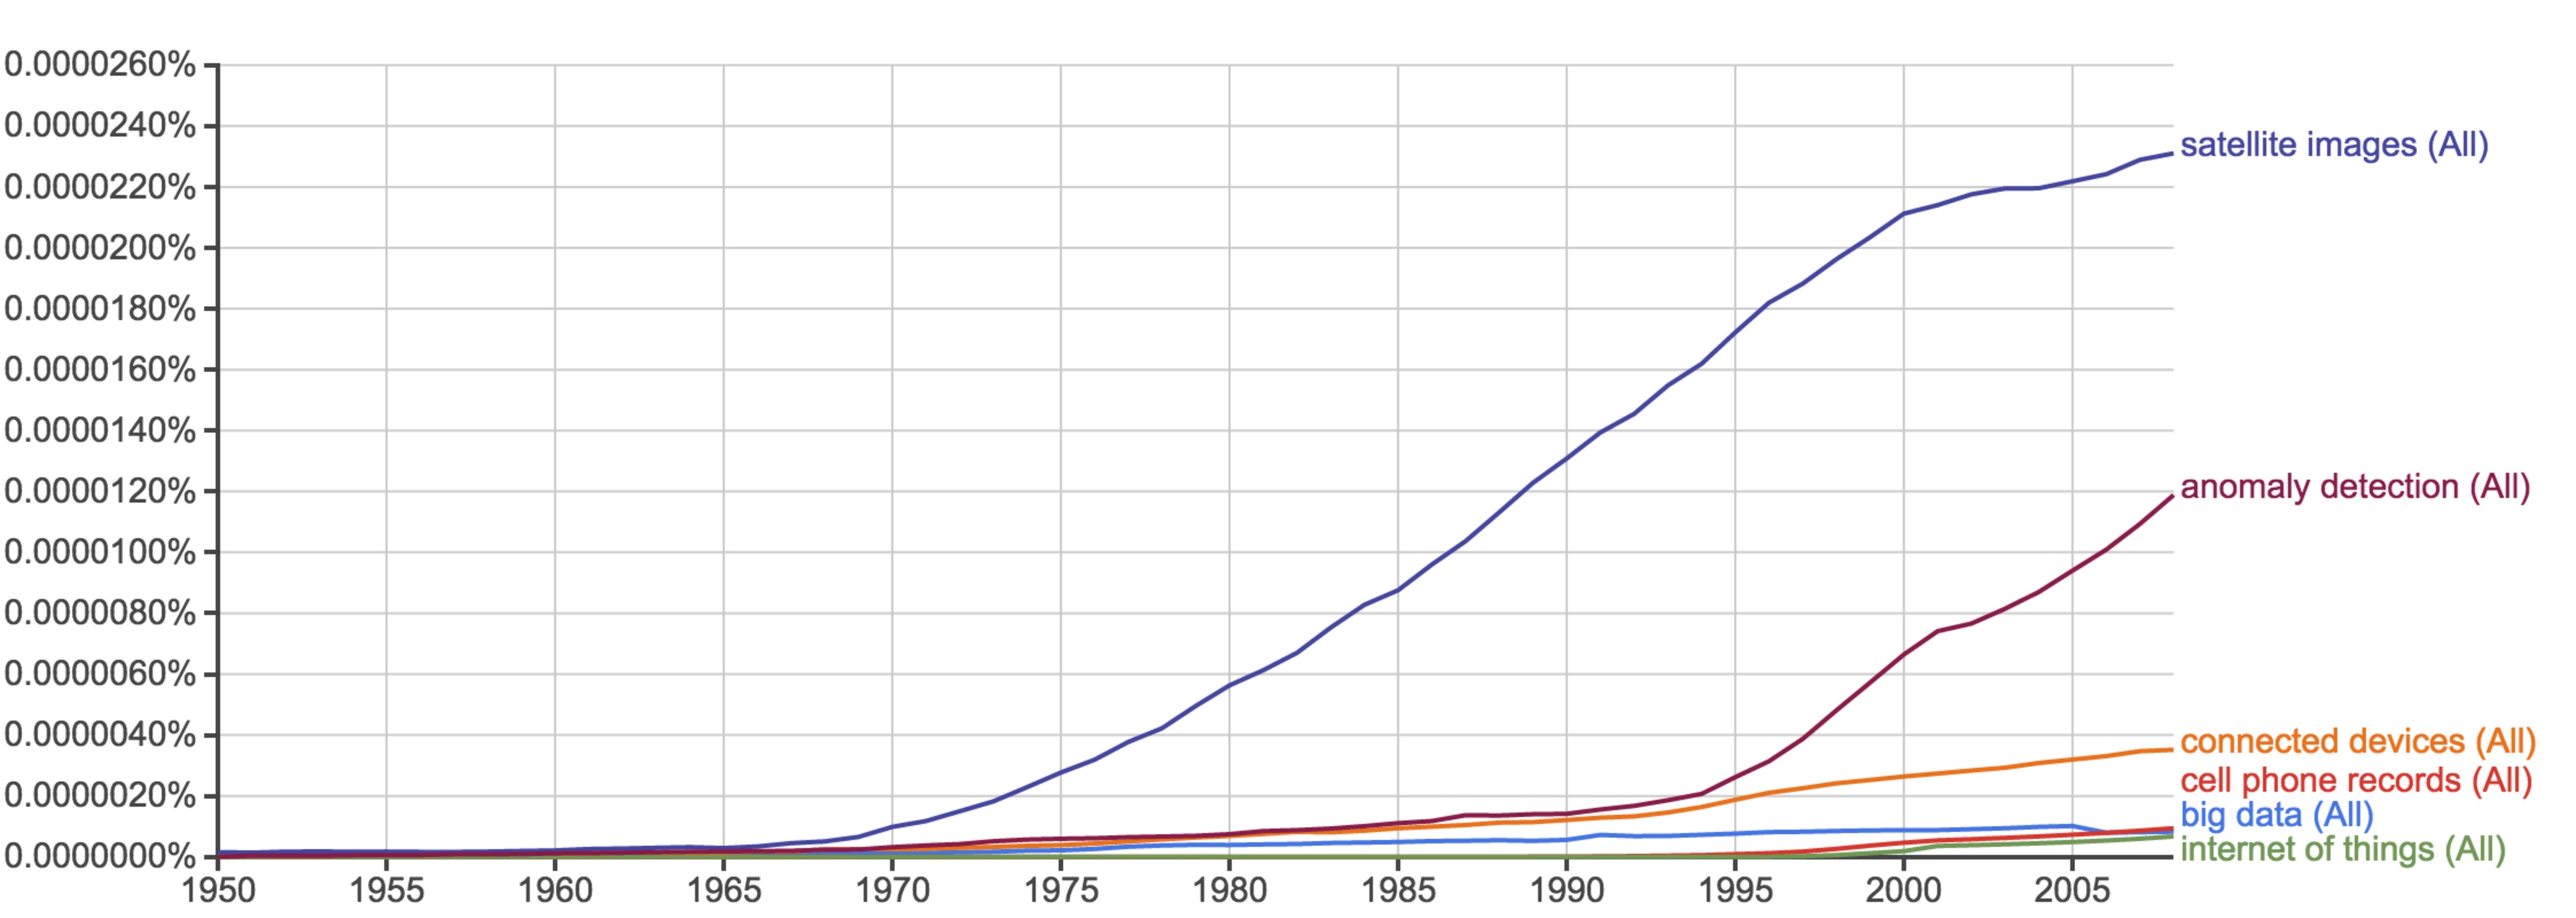 0.0000260%
0.0000240%
0.0000220%
0.0000200%
0.0000180%
0.0000160%
0.0000140%
0.0000120%
0.0000100%
0.0000080%
0.0000060%
0.0000040%
0.0000020%
0.0000000%
1950 1955 1960 1965 1970 1975 1980 1985 1990 1995 2000 2005
satellite images (All)
anomaly detection (All)
connected devices (All)
cell phone records (All)
big data (All)
internet of things (All)